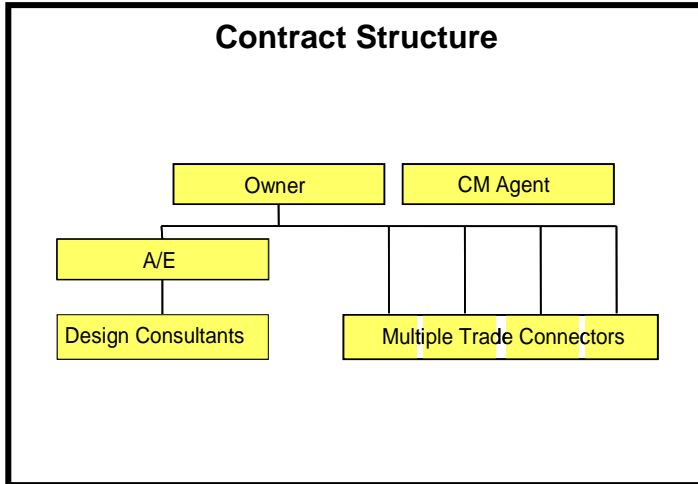 Contract Structure
Owner
CM Agent
A/E
Design Consultants
Multiple Trade Connectors